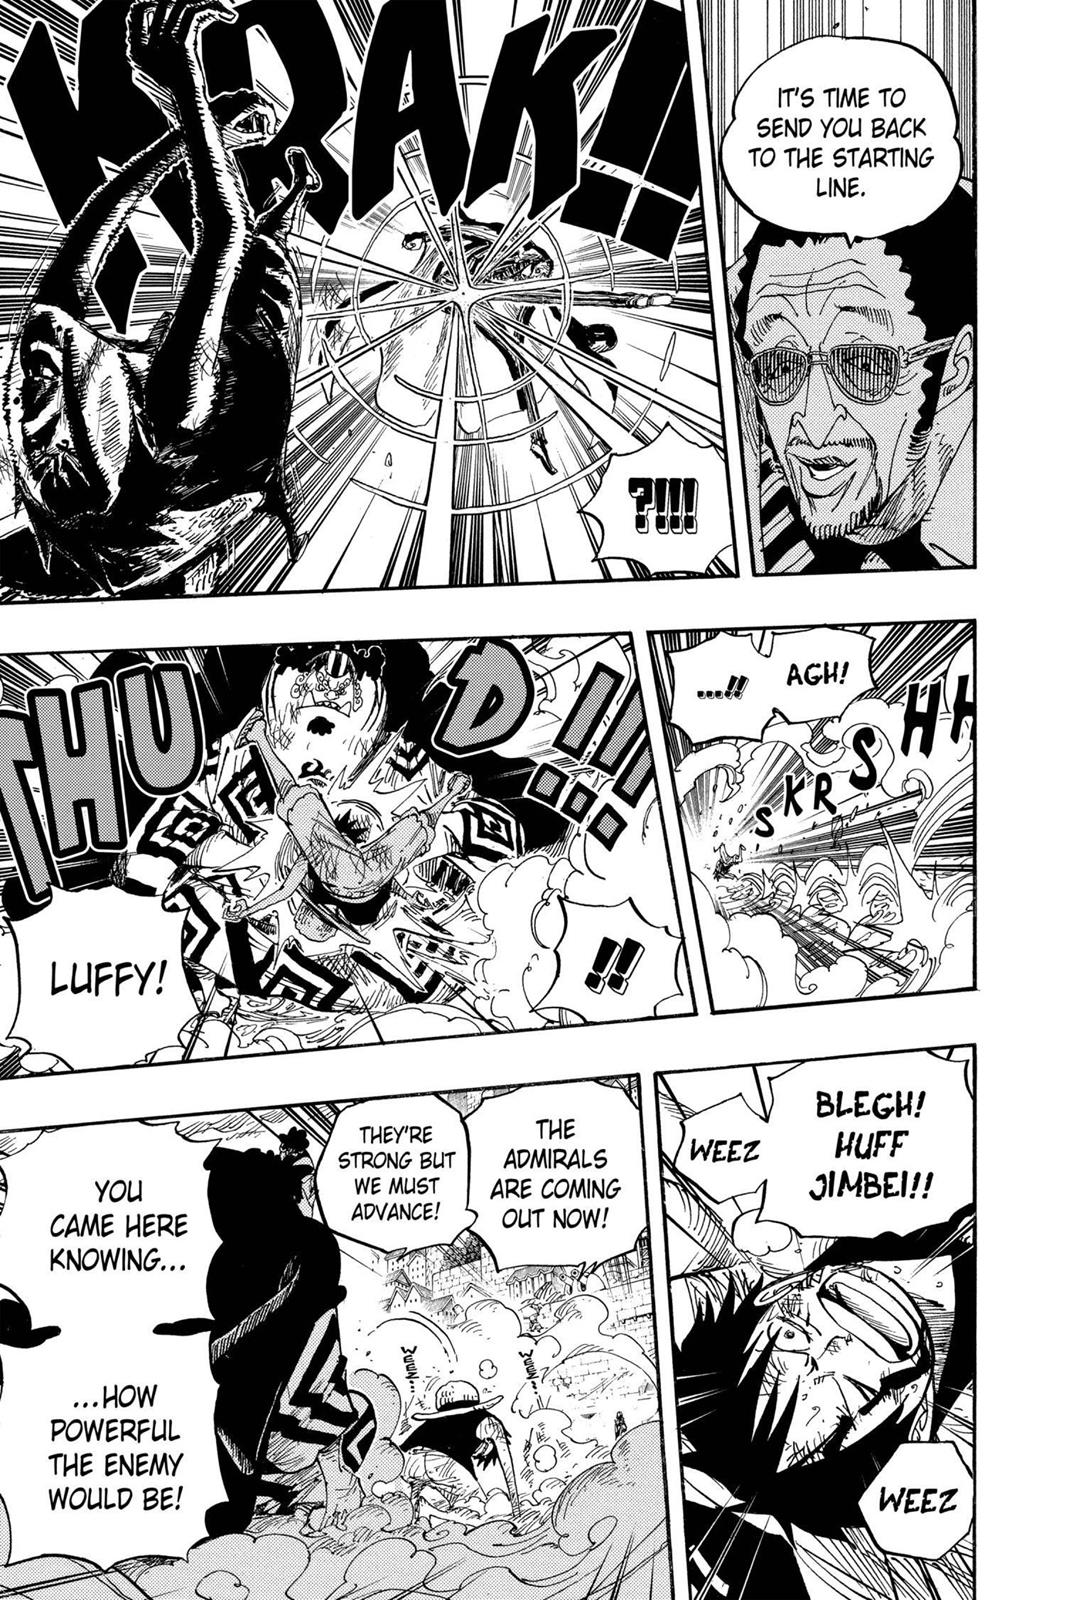 IT'S TIME TO
SEND YOU BACK
TO THE STARTING
LINE.
KRAK!!
?!!!
AGH!
...!!
SKRSHHH
THUD!!!
!!
LUFFY!
BLEGH!
HUFF
JIMBEI!!
WEEZ
WEEZ
THE
ADMIRALS
ARE COMING
OUT NOW!
THEY'RE
STRONG BUT
WE MUST
ADVANCE!
WEEZ...
WEEZ...
YOU
CAME HERE
KNOWING...
...HOW
POWERFUL
THE ENEMY
WOULD BE!